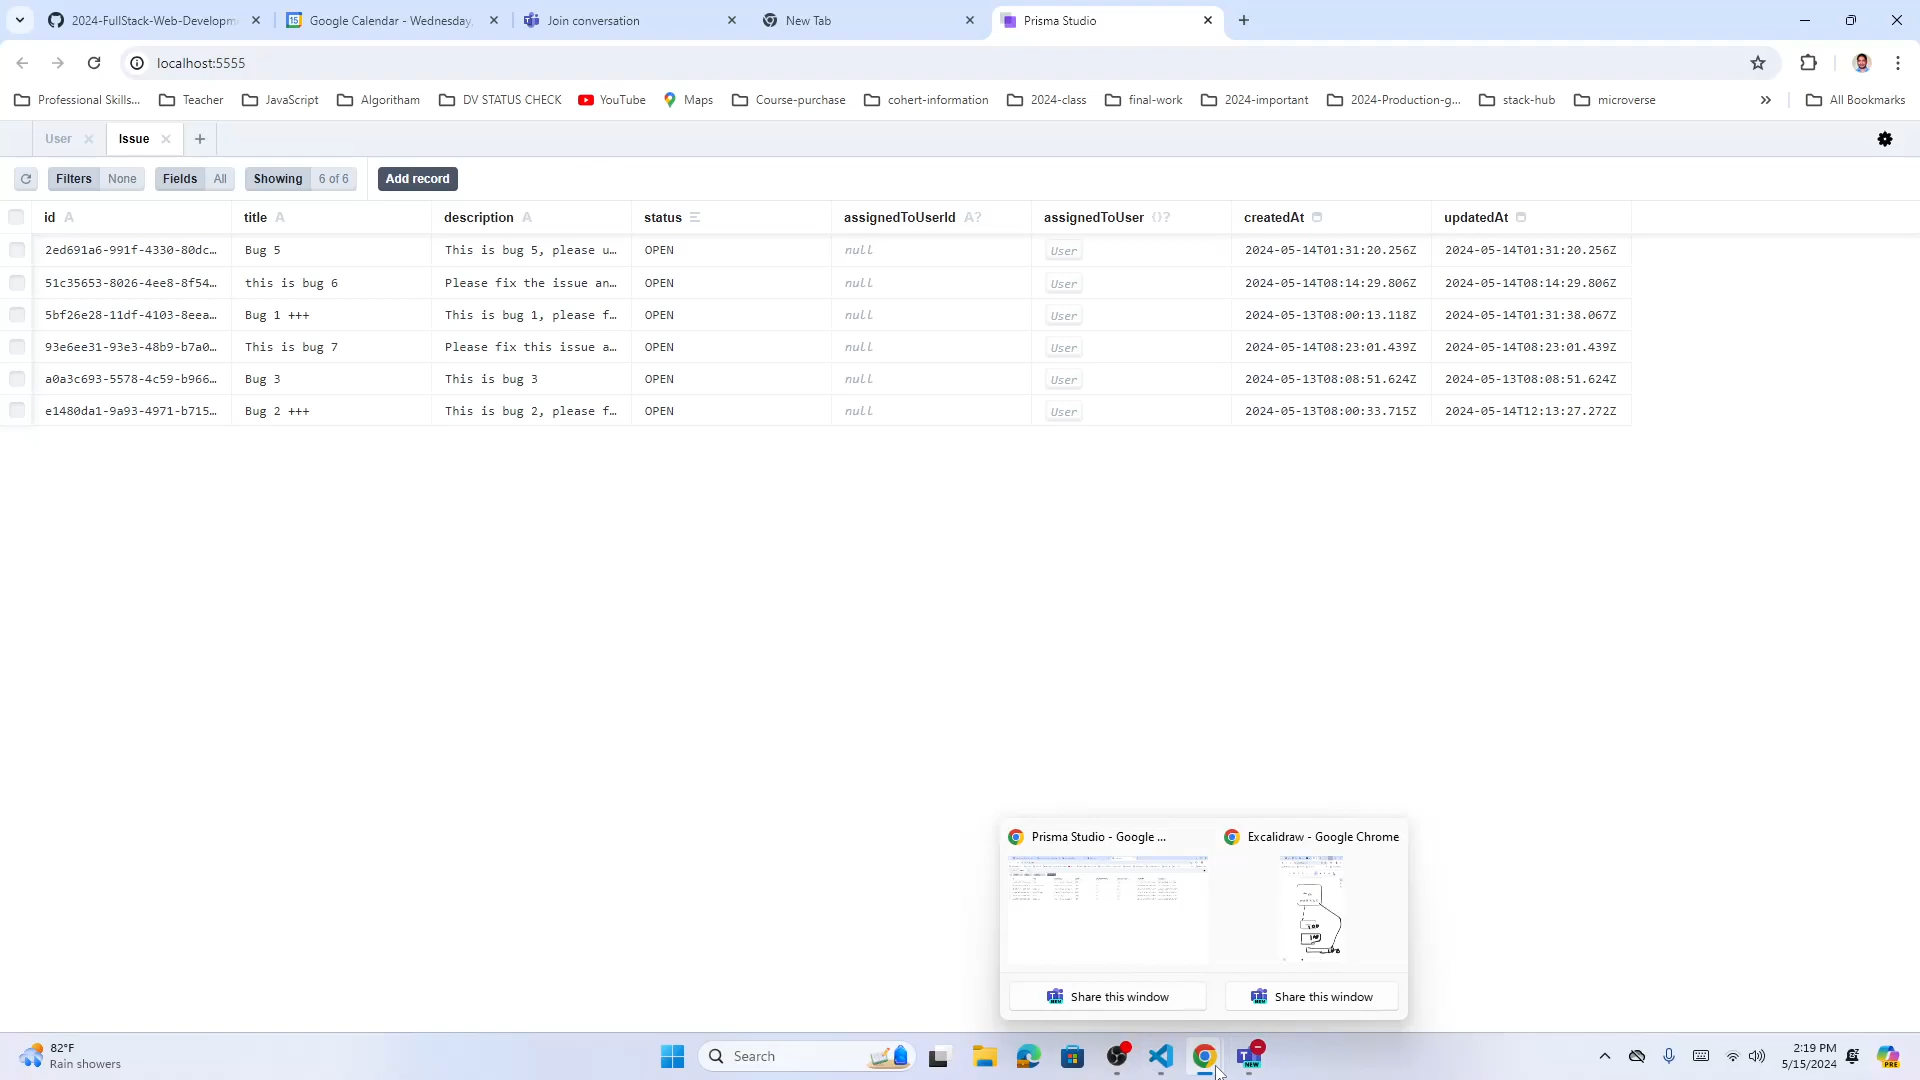 2024-FullStack-Web-Developm
Google Calendar - Wednesday,
Join conversation
New Tab
Prisma Studio
localhost:5555
Professional Skills...
Teacher
JavaScript
Algoritham
DV STATUS CHECK
YouTube
Maps
Course-purchase
cohert-information
2024-class
final-work
2024-important
2024-Production-g...
stack-hub
microverse
All Bookmarks
User
Issue
Filters None
Fields All
Showing 6 of 6
Add record
id A title A description A status assignedToUserId A? assignedToUser {}? createdAt updatedAt
2ed691a6-991f-4330-80dc… Bug 5 This is bug 5, please u… OPEN null User 2024-05-14T01:31:20.256Z 2024-05-14T01:31:20.256Z
51c35653-8026-4ee8-8f54… this is bug 6 Please fix the issue an… OPEN null User 2024-05-14T08:14:29.806Z 2024-05-14T08:14:29.806Z
5bf26e28-11df-4103-8eea… Bug 1 +++ This is bug 1, please f… OPEN null User 2024-05-13T08:00:13.118Z 2024-05-14T01:31:38.067Z
93e6ee31-93e3-48b9-b7a0… This is bug 7 Please fix this issue a… OPEN null User 2024-05-14T08:23:01.439Z 2024-05-14T08:23:01.439Z
a0a3c693-5578-4c59-b966… Bug 3 This is bug 3 OPEN null User 2024-05-13T08:08:51.624Z 2024-05-13T08:08:51.624Z
e1480da1-9a93-4971-b715… Bug 2 +++ This is bug 2, please f… OPEN null User 2024-05-13T08:00:33.715Z 2024-05-14T12:13:27.272Z
Prisma Studio - Google ...
Excalidraw - Google Chrome
Share this window
Share this window
82°F
Rain showers
Search
2:19 PM
5/15/2024